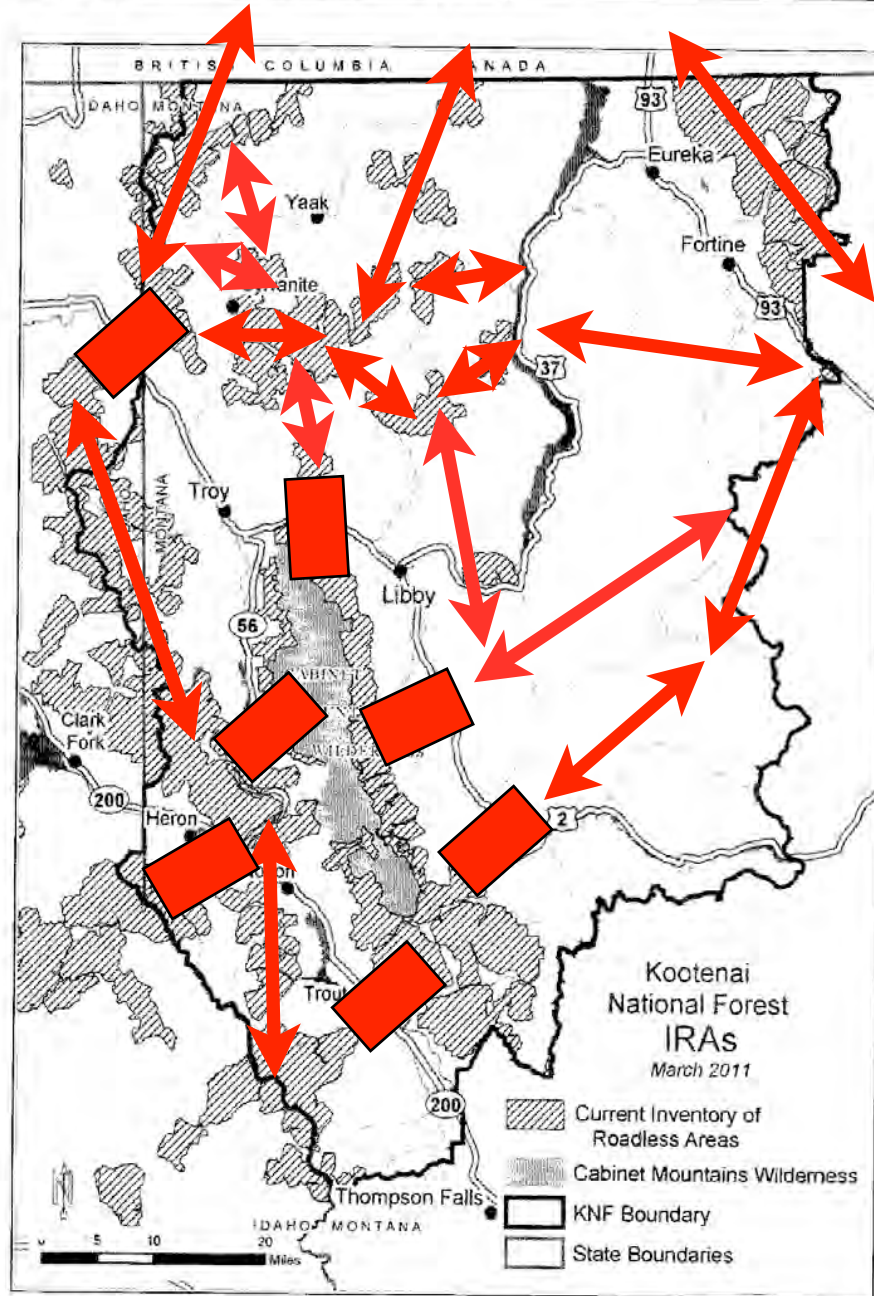 BRITISH COLUMBIA CANADA
IDAHO MONTANA
93
Eureka
Yaak
Fortine
93
37
Troy
MONTANA
Libby
56
CABINET
Clark
Fork
200
Heron
2
Kootenai
National Forest
IRAs
March 2011
200
Current Inventory of
Roadless Areas
Cabinet Mountains Wilderness
N
Thompson Falls
KNF Boundary
IDAHO MONTANA
0 10 20
Miles
State Boundaries